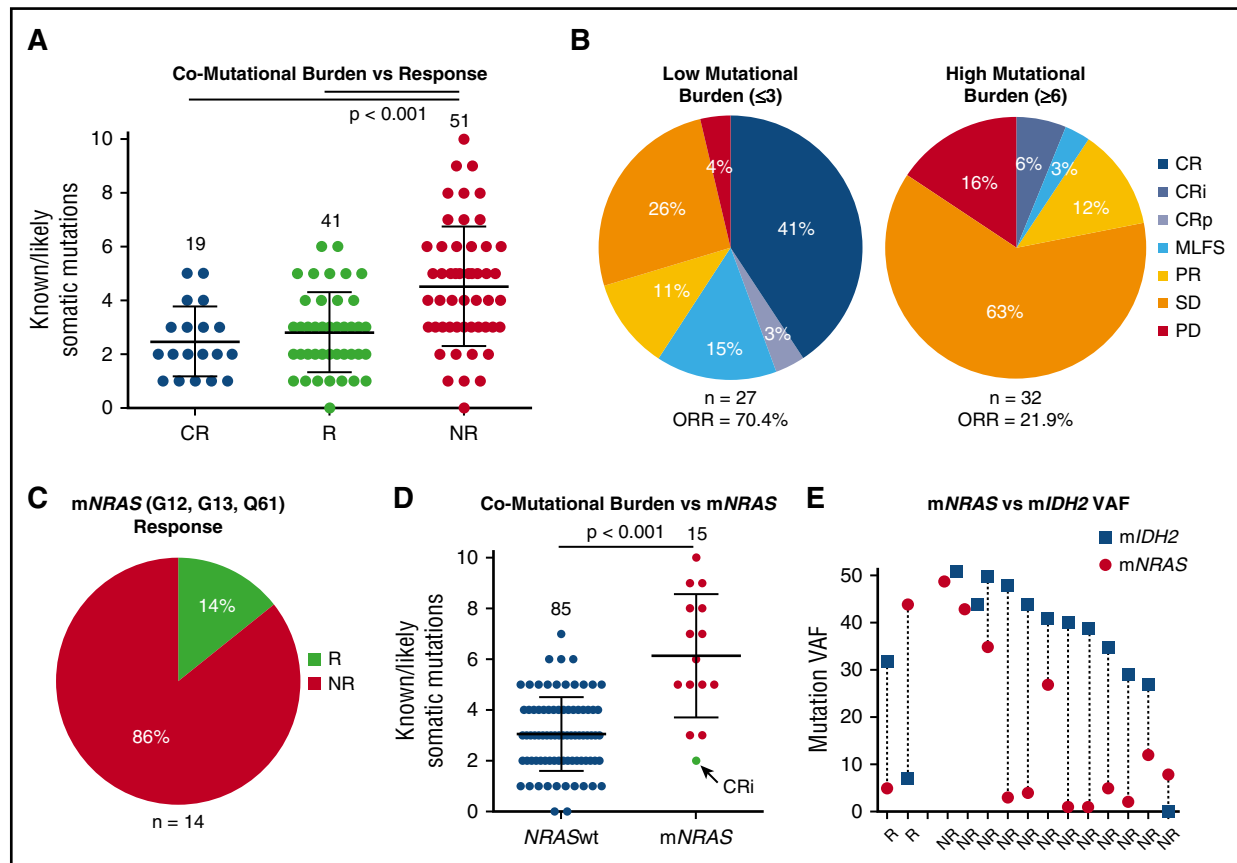 A
Co-Mutational Burden vs Response
p < 0.001
19
41
51
Known/likely
somatic mutations
10
8
6
4
2
0
CR
R
NR
B
Low Mutational
Burden (≤3)
4%
41%
26%
11%
15%
3%
n = 27
ORR = 70.4%
High Mutational
Burden (≥6)
6%
3%
12%
16%
63%
n = 32
ORR = 21.9%
CR
CRi
CRp
MLFS
PR
SD
PD
C
mNRAS (G12, G13, Q61)
Response
14%
86%
R
NR
n = 14
D
Co-Mutational Burden vs mNRAS
p < 0.001
85
15
Known/likely
somatic mutations
10
8
6
4
2
0
CRi
NRASwt
mNRAS
E
mNRAS vs mIDH2 VAF
mIDH2
mNRAS
Mutation VAF
50
40
30
20
10
0
R
R
NR
NR
NR
NR
NR
NR
NR
NR
NR
NR
NR
NR